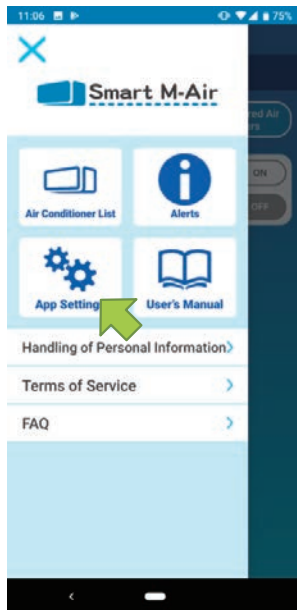 11:06 75%
Smart M-Air
Air Conditioner List
Alerts
ON
OFF
App Setting
User's Manual
Handling of Personal Information
Terms of Service
FAQ